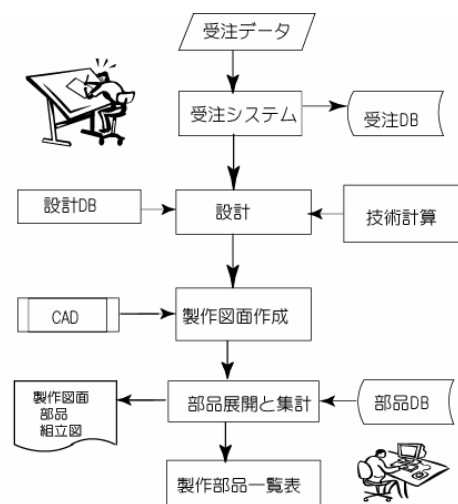 受注データ
受注システム
受注DB
設計DB
設計
技術計算
CAD
製作図面作成
製作図面
部品
組立図
部品展開と集計
部品DB
製作部品一覧表